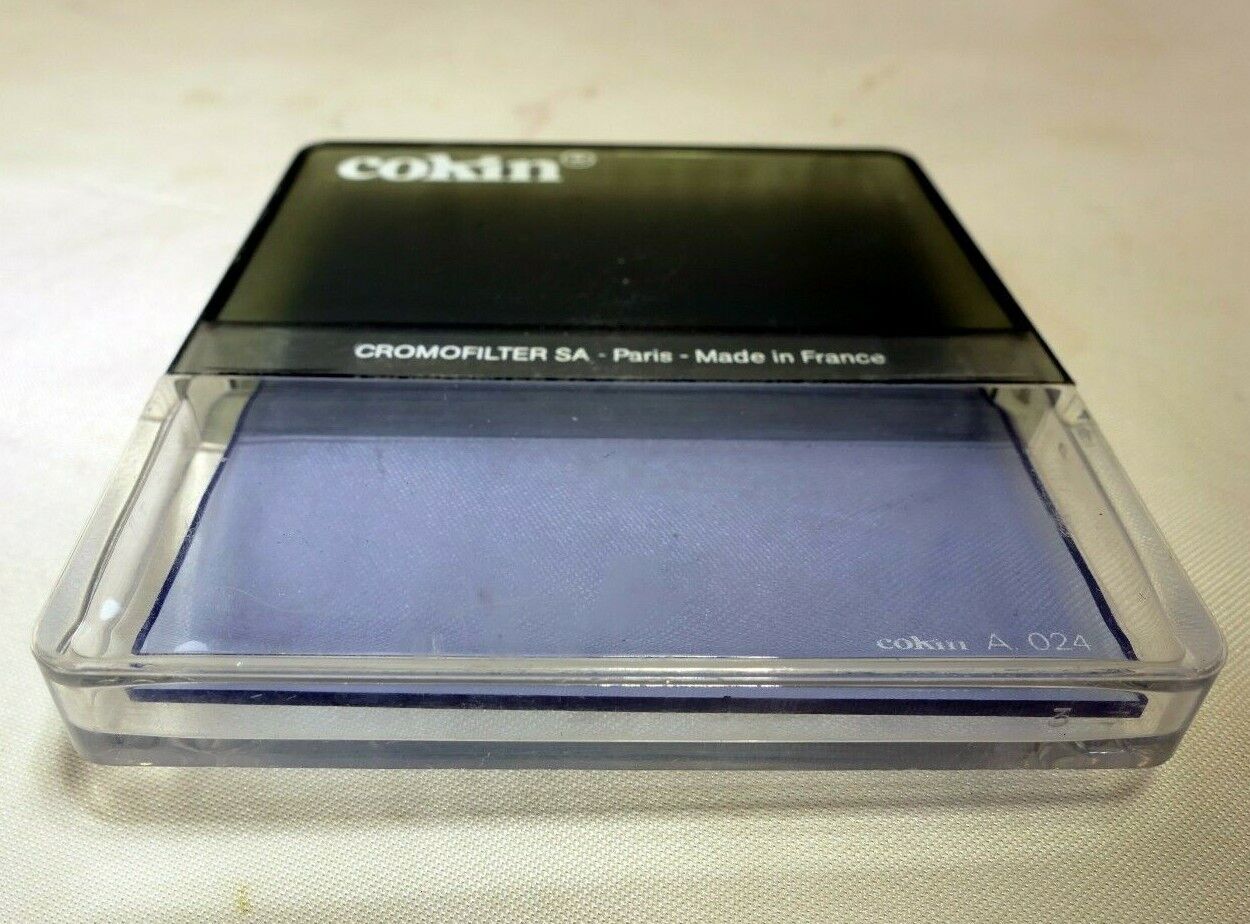 cokin®
CROMOFILTER SA - Paris - Made in France
cokin A. 024